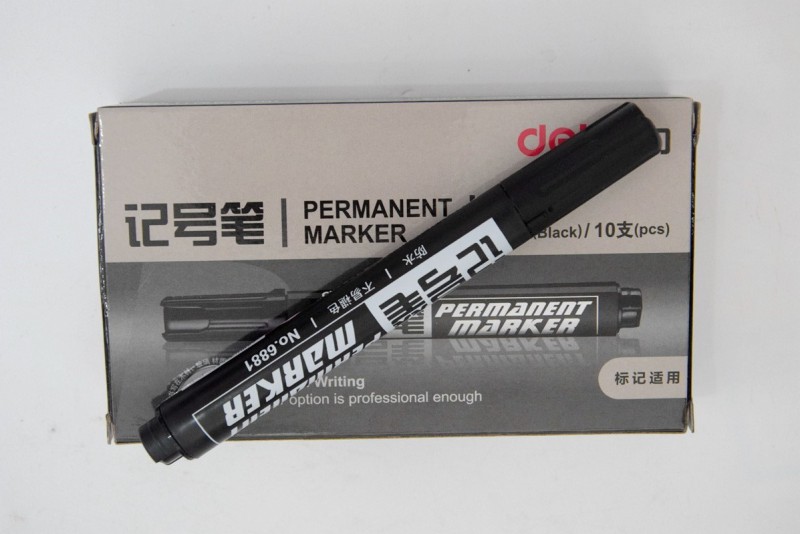 记号笔
PERMANENT
MARKER
(Black)/ 10支(pcs)
PERMANENT
MARKER
标记适用
Writing
option is professional enough
记号笔
防水 | 不易褪色 | No.6881
MARKER